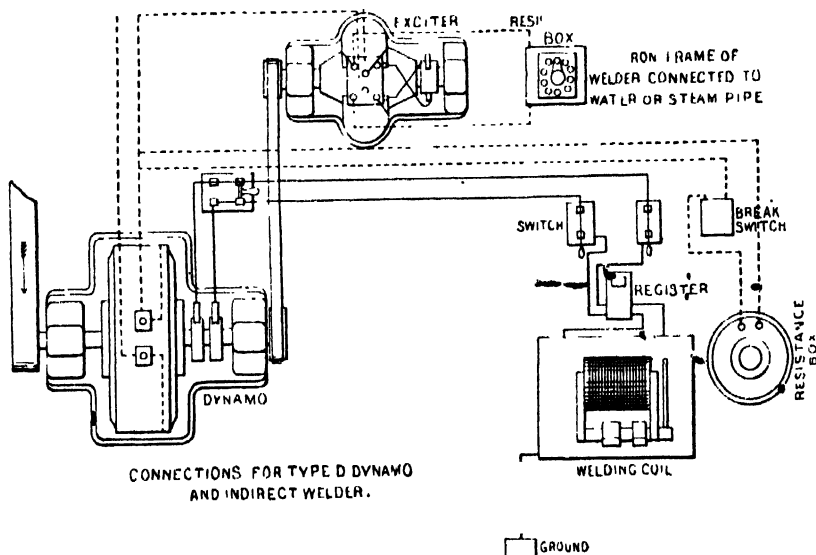 EXCITER
RESI'
BOX
RON FRAME OF
WELDER CONNECTED TO
WATER OR STEAM PIPE
SWITCH
BREAK
SWITCH
REGISTER
RESISTANCE
BOX
DYNAMO
WELDING COIL
CONNECTIONS FOR TYPE D DYNAMO
AND INDIRECT WELDER.
GROUND